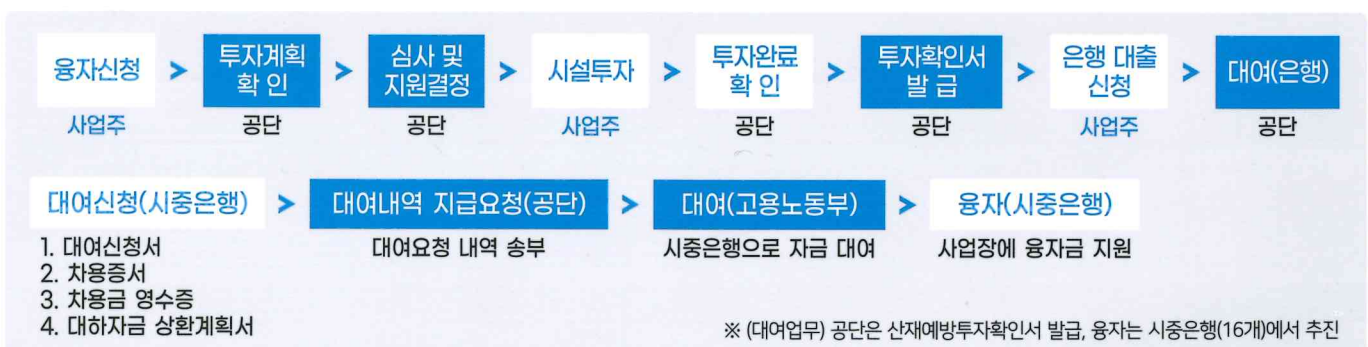 융자신청 > 투자계획 확 인 > 심사 및 지원결정 > 시설투자 > 투자완료 확 인 > 투자확인서 발 급 > 은행 대출 신청 > 대여(은행)
사업주 공단 공단 사업주 공단 공단 사업주 공단
대여신청(시중은행) > 대여내역 지급요청(공단) > 대여(고용노동부) > 융자(시중은행)
1. 대여신청서 대여요청 내역 송부 시중은행으로 자금 대여 사업장에 융자금 지원
2. 차용증서
3. 차용금 영수증
4. 대하자금 상환계획서
※ (대여업무) 공단은 산재예방투자확인서 발급, 융자는 시중은행(16개)에서 추진